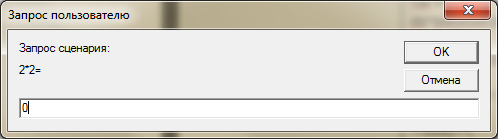 Запрос пользователю
Запрос сценария:
OK
2*2=
Отмена
0